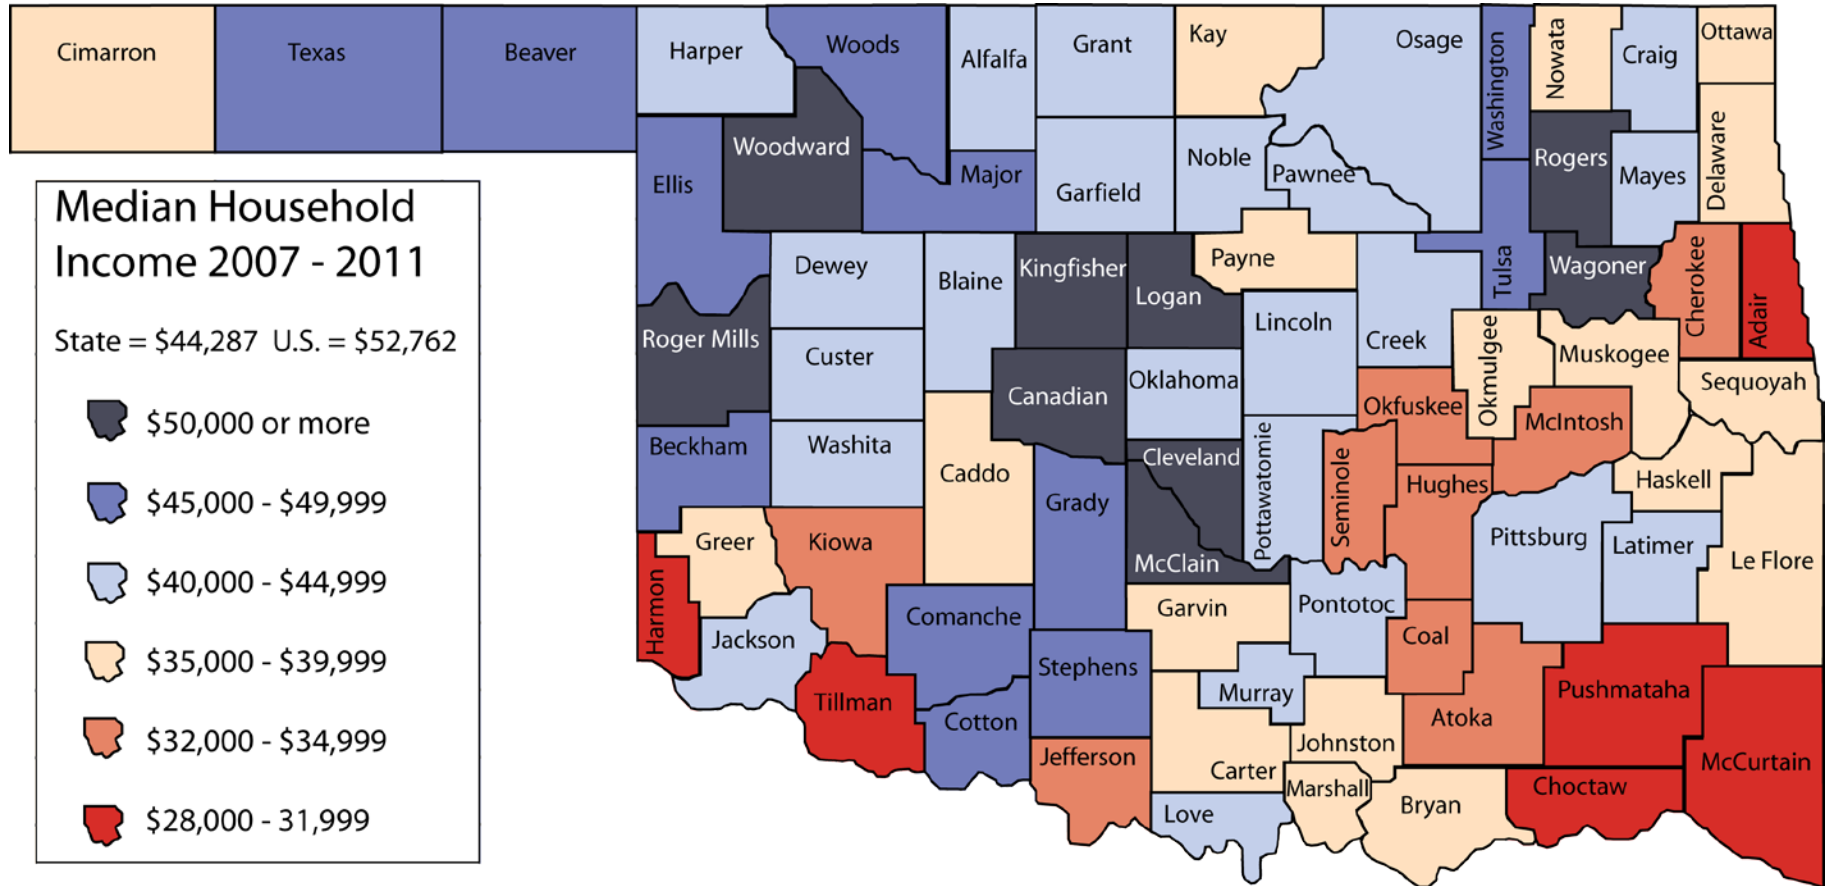 Cimarron
Texas
Beaver
Harper
Woods
Alfalfa
Grant
Kay
Osage
Washington
Nowata
Craig
Ottawa
Woodward
Ellis
Major
Garfield
Noble
Pawnee
Rogers
Mayes
Delaware
Median Household
Income 2007 - 2011
State = $44,287 U.S. = $52,762
$50,000 or more
$45,000 - $49,999
$40,000 - $44,999
$35,000 - $39,999
$32,000 - $34,999
$28,000 - 31,999
Dewey
Blaine
Kingfisher
Logan
Payne
Tulsa
Wagoner
Cherokee
Adair
Roger Mills
Custer
Canadian
Oklahoma
Lincoln
Creek
Okmulgee
Muskogee
Sequoyah
Beckham
Washita
Caddo
Grady
Cleveland
Pottawatomie
Seminole
Okfuskee
Hughes
McIntosh
Haskell
Greer
Kiowa
McClain
Pittsburg
Latimer
Le Flore
Harmon
Jackson
Comanche
Garvin
Pontotoc
Coal
Tillman
Stephens
Murray
Atoka
Pushmataha
Cotton
Jefferson
Carter
Johnston
Marshall
Love
Bryan
Choctaw
McCurtain